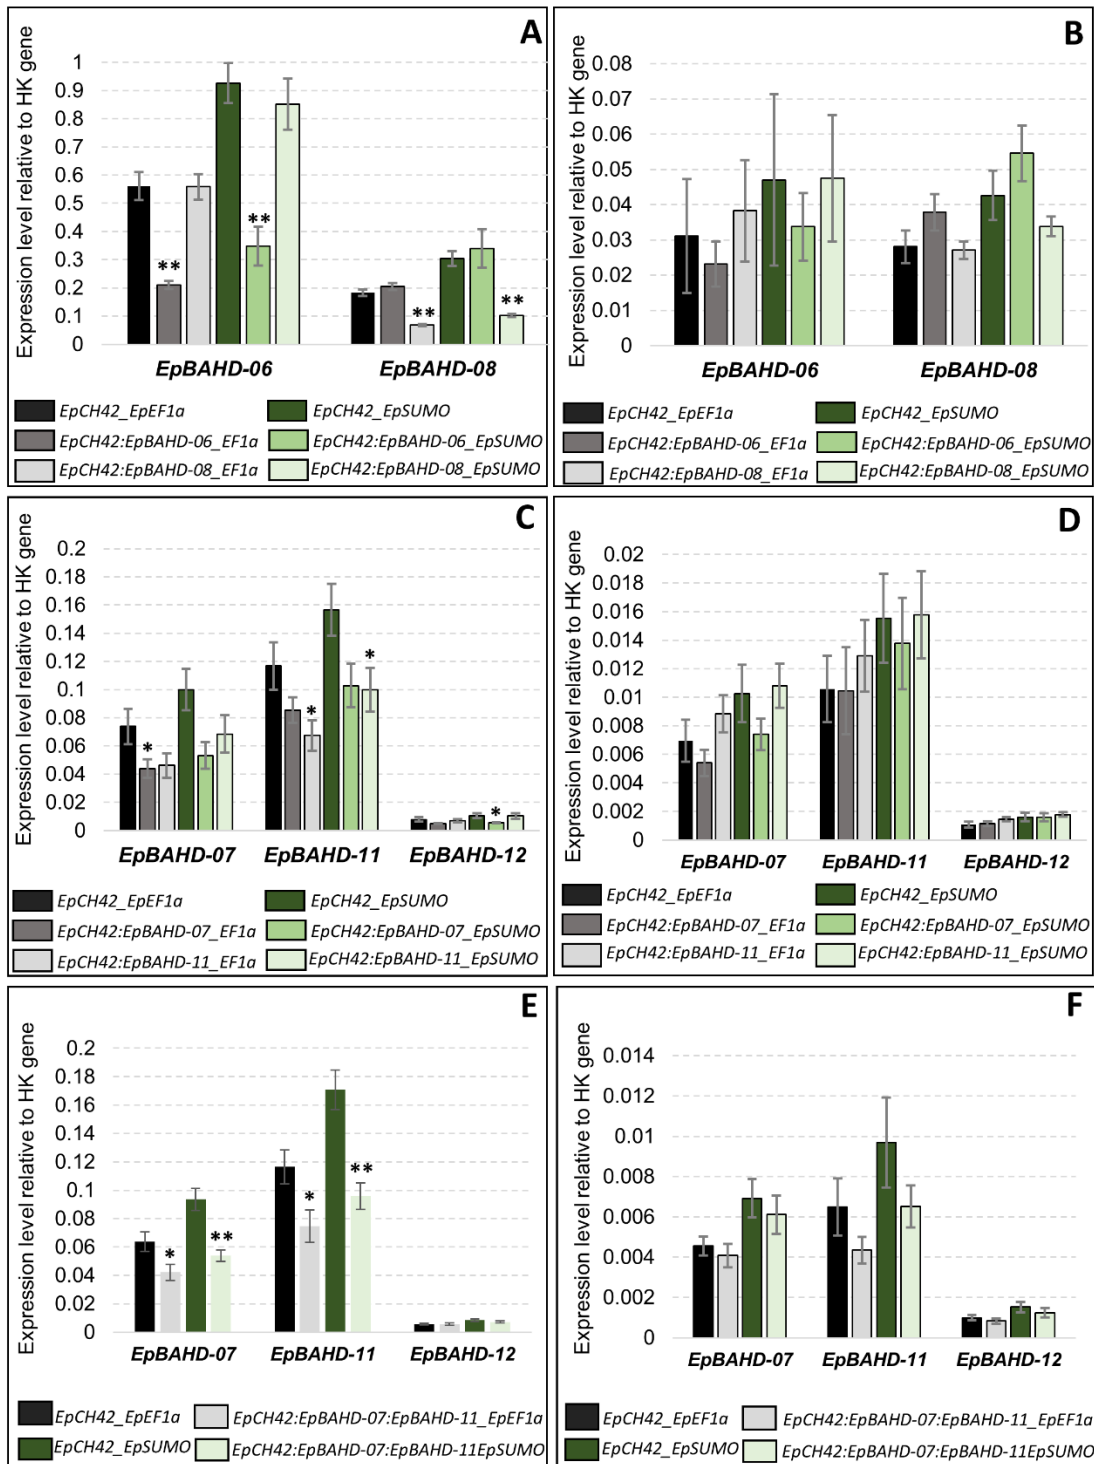 A
Expression level relative to HK gene
1
0.9
0.8
0.7
0.6
0.5
0.4
0.3
0.2
0.1
0
**
**
**
**
EpBAHD-06 EpBAHD-08
EpCH42_EpEF1a EpCH42_EpSUMO
EpCH42:EpBAHD-06_EF1a EpCH42:EpBAHD-06_EpSUMO
EpCH42:EpBAHD-08_EF1a EpCH42:EpBAHD-08_EpSUMO
B
Expression level relative to HK gene
0.08
0.07
0.06
0.05
0.04
0.03
0.02
0.01
0
EpBAHD-06 EpBAHD-08
EpCH42_EpEF1a EpCH42_EpSUMO
EpCH42:EpBAHD-06_EF1a EpCH42:EpBAHD-06_EpSUMO
EpCH42:EpBAHD-08_EF1a EpCH42:EpBAHD-08_EpSUMO
C
Expression level relative to HK gene
0.2
0.18
0.16
0.14
0.12
0.1
0.08
0.06
0.04
0.02
0
*
*
*
*
EpBAHD-07 EpBAHD-11 EpBAHD-12
EpCH42_EpEF1a EpCH42_EpSUMO
EpCH42:EpBAHD-07_EF1a EpCH42:EpBAHD-07_EpSUMO
EpCH42:EpBAHD-11_EF1a EpCH42:EpBAHD-11_EpSUMO
D
Expression level relative to HK gene
0.02
0.018
0.016
0.014
0.012
0.01
0.008
0.006
0.004
0.002
0
EpBAHD-07 EpBAHD-11 EpBAHD-12
EpCH42_EpEF1a EpCH42_EpSUMO
EpCH42:EpBAHD-07_EF1a EpCH42:EpBAHD-07_EpSUMO
EpCH42:EpBAHD-11_EF1a EpCH42:EpBAHD-11_EpSUMO
E
Expression level relative to HK gene
0.2
0.18
0.16
0.14
0.12
0.1
0.08
0.06
0.04
0.02
0
*
**
*
**
EpBAHD-07 EpBAHD-11 EpBAHD-12
EpCH42_EpEF1a EpCH42:EpBAHD-07:EpBAHD-11_EpEF1a
EpCH42_EpSUMO EpCH42:EpBAHD-07:EpBAHD-11EpSUMO
F
Expression level relative to HK gene
0.014
0.012
0.01
0.008
0.006
0.004
0.002
0
EpBAHD-07 EpBAHD-11 EpBAHD-12
EpCH42_EpEF1a EpCH42:EpBAHD-07:EpBAHD-11_EpEF1a
EpCH42_EpSUMO EpCH42:EpBAHD-07:EpBAHD-11EpSUMO